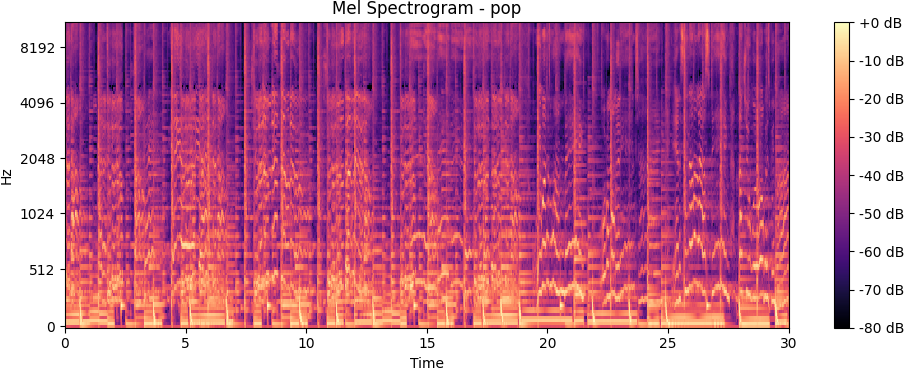 Mel Spectrogram - pop
8192
4096
2048
1024
512
0
Hz
0 5 10 15 20 25 30
Time
+0 dB
-10 dB
-20 dB
-30 dB
-40 dB
-50 dB
-60 dB
-70 dB
-80 dB